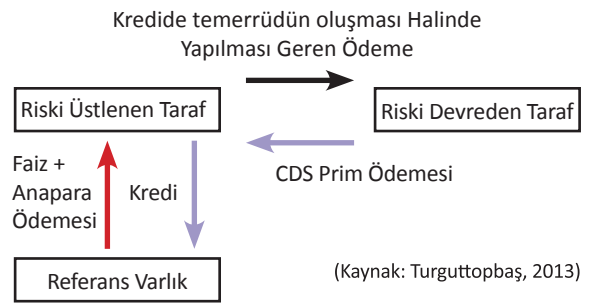 Kredide temerrüdün oluşması Halinde
Yapılması Geren Ödeme
Riski Üstlenen Taraf
Riski Devreden Taraf
CDS Prim Ödemesi
Faiz +
Anapara
Ödemesi
Kredi
Referans Varlık
(Kaynak: Turguttopbaş, 2013)